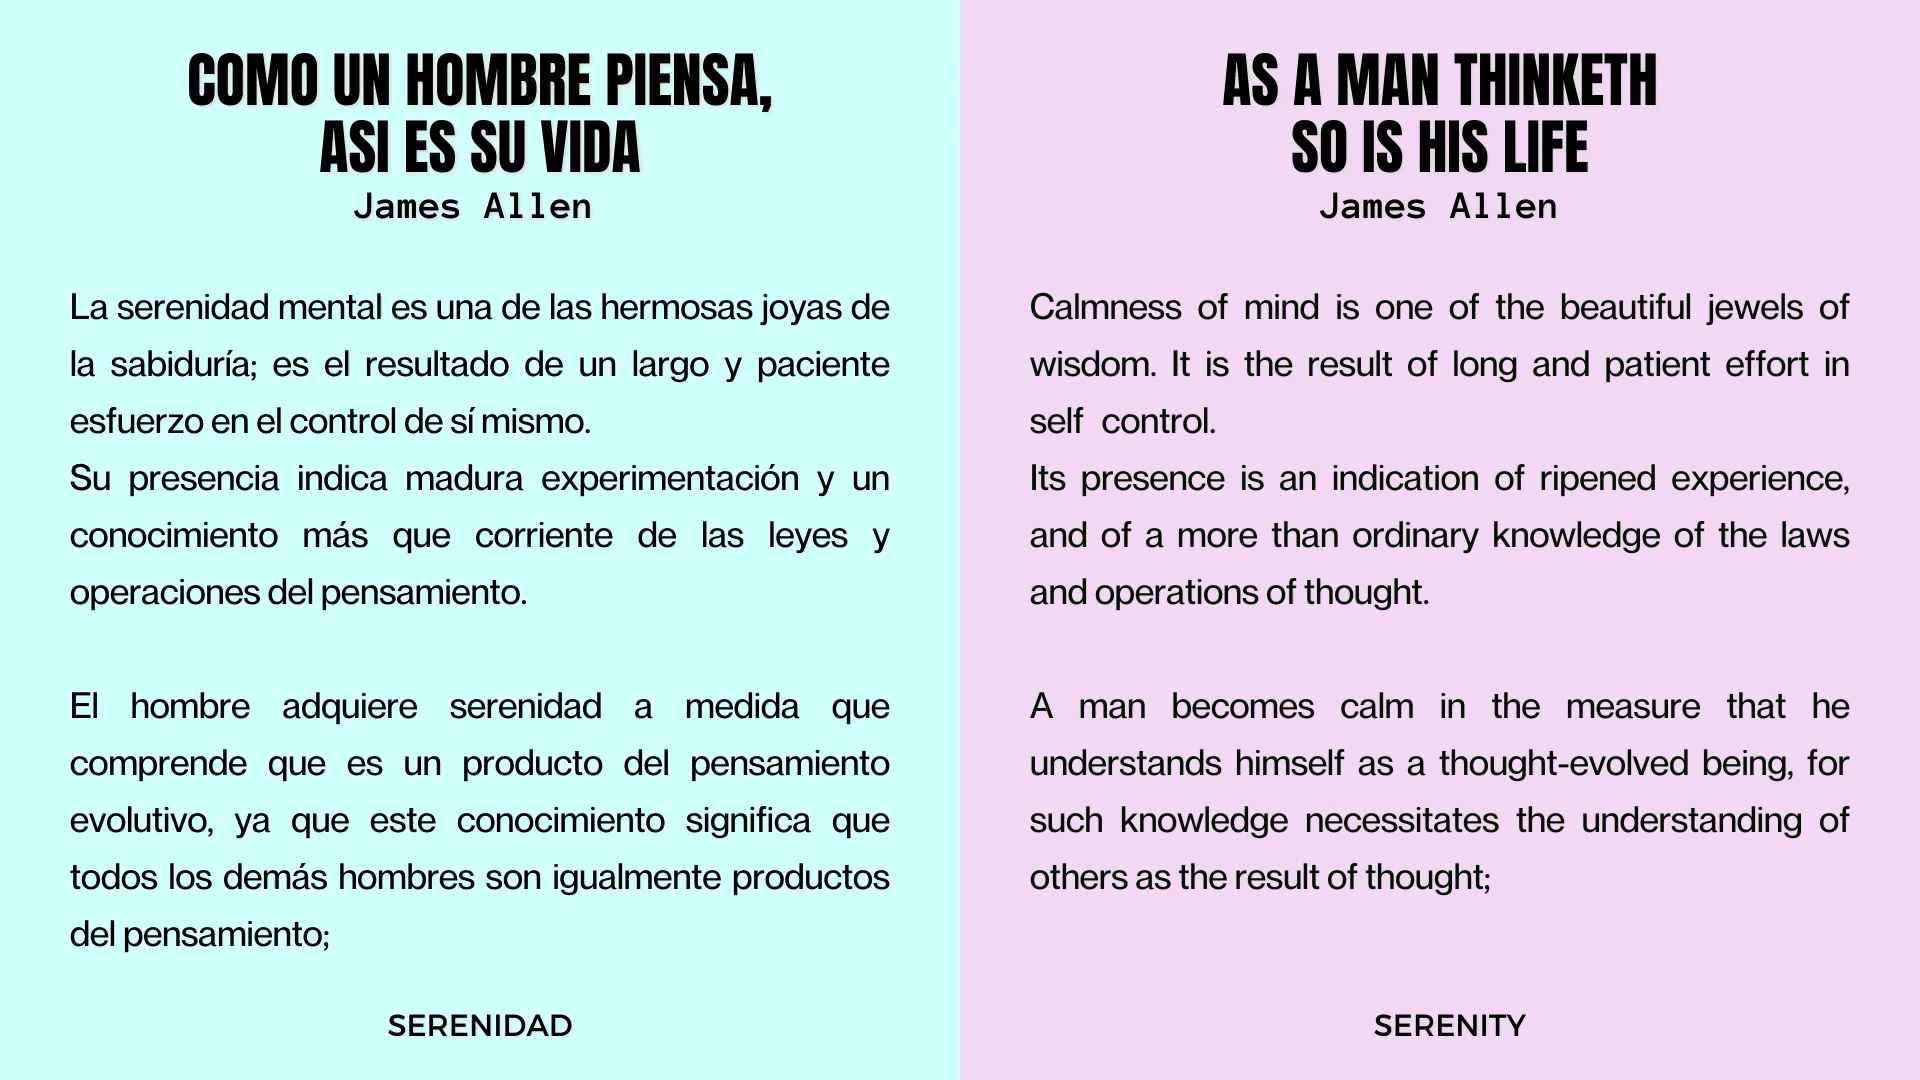 COMO UN HOMBRE PIENSA,
ASI ES SU VIDA
James Allen
La serenidad mental es una de las hermosas joyas de
la sabiduría; es el resultado de un largo y paciente
esfuerzo en el control de sí mismo.
Su presencia indica madura experimentación y un
conocimiento más que corriente de las leyes y
operaciones del pensamiento.
El hombre adquiere serenidad a medida que
comprende que es un producto del pensamiento
evolutivo, ya que este conocimiento significa que
todos los demás hombres son igualmente productos
del pensamiento;
SERENIDAD
AS A MAN THINKETH
SO IS HIS LIFE
James Allen
Calmness of mind is one of the beautiful jewels of
wisdom. It is the result of long and patient effort in
self control.
Its presence is an indication of ripened experience,
and of a more than ordinary knowledge of the laws
and operations of thought.
A man becomes calm in the measure that he
understands himself as a thought-evolved being, for
such knowledge necessitates the understanding of
others as the result of thought;
SERENITY